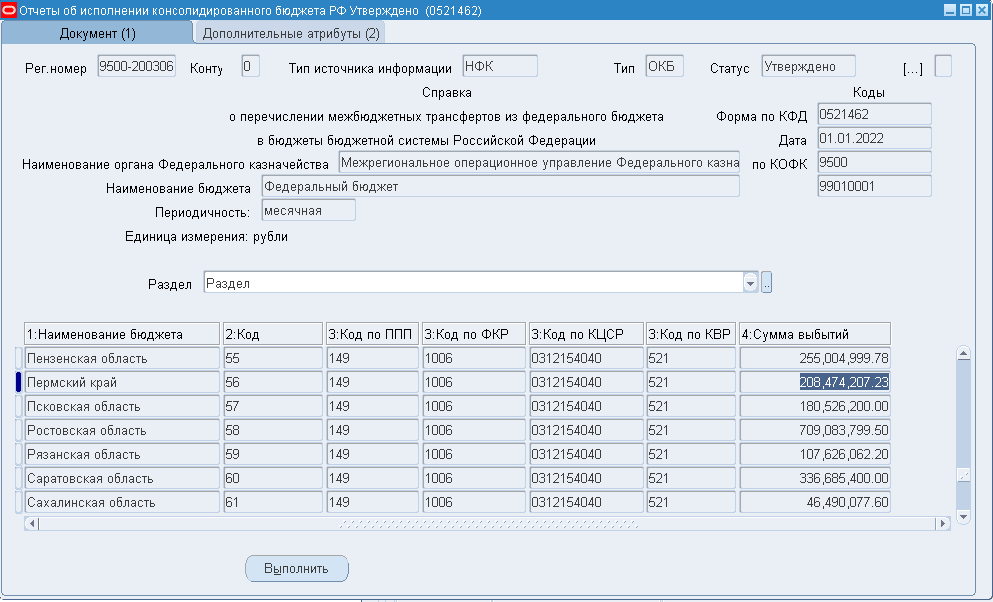 Отчеты об исполнении консолидированного бюджета РФ Утверждено (0521462)
Документ (1) Дополнительные атрибуты (2)
Рег.номер 9500-200306 Конту 0 Тип источника информации НФК Тип ОКБ Статус Утверждено [...]
Справка Коды
о перечислении межбюджетных трансфертов из федерального бюджета Форма по КФД 0521462
в бюджеты бюджетной системы Российской Федерации Дата 01.01.2022
Наименование органа Федерального казначейства Межрегиональное операционное управление Федерального казна по КОФК 9500
Наименование бюджета Федеральный бюджет 99010001
Периодичность: месячная
Единица измерения: рубли
Раздел Раздел ..
1:Наименование бюджета 2:Код 3:Код по ППП 3:Код по ФКР 3:Код по КЦСР 3:Код по КВР 4:Сумма выбытий
Пензенская область 55 149 1006 0312154040 521 255,004,999.78
Пермский край 56 149 1006 0312154040 521 208,474,207.23
Псковская область 57 149 1006 0312154040 521 180,526,200.00
Ростовская область 58 149 1006 0312154040 521 709,083,799.50
Рязанская область 59 149 1006 0312154040 521 107,626,062.20
Саратовская область 60 149 1006 0312154040 521 336,685,400.00
Сахалинская область 61 149 1006 0312154040 521 46,490,077.60
Выполнить